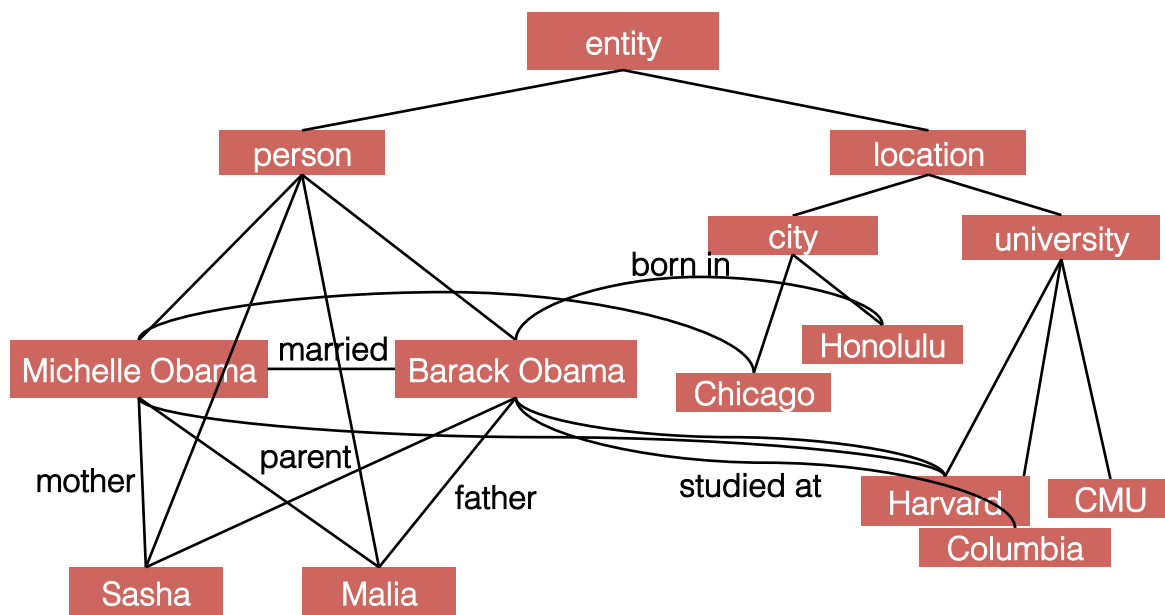 entity
person
location
city
university
born in
married
Honolulu
Michelle Obama
Barack Obama
Chicago
parent
mother
father
studied at
Harvard
CMU
Columbia
Sasha
Malia